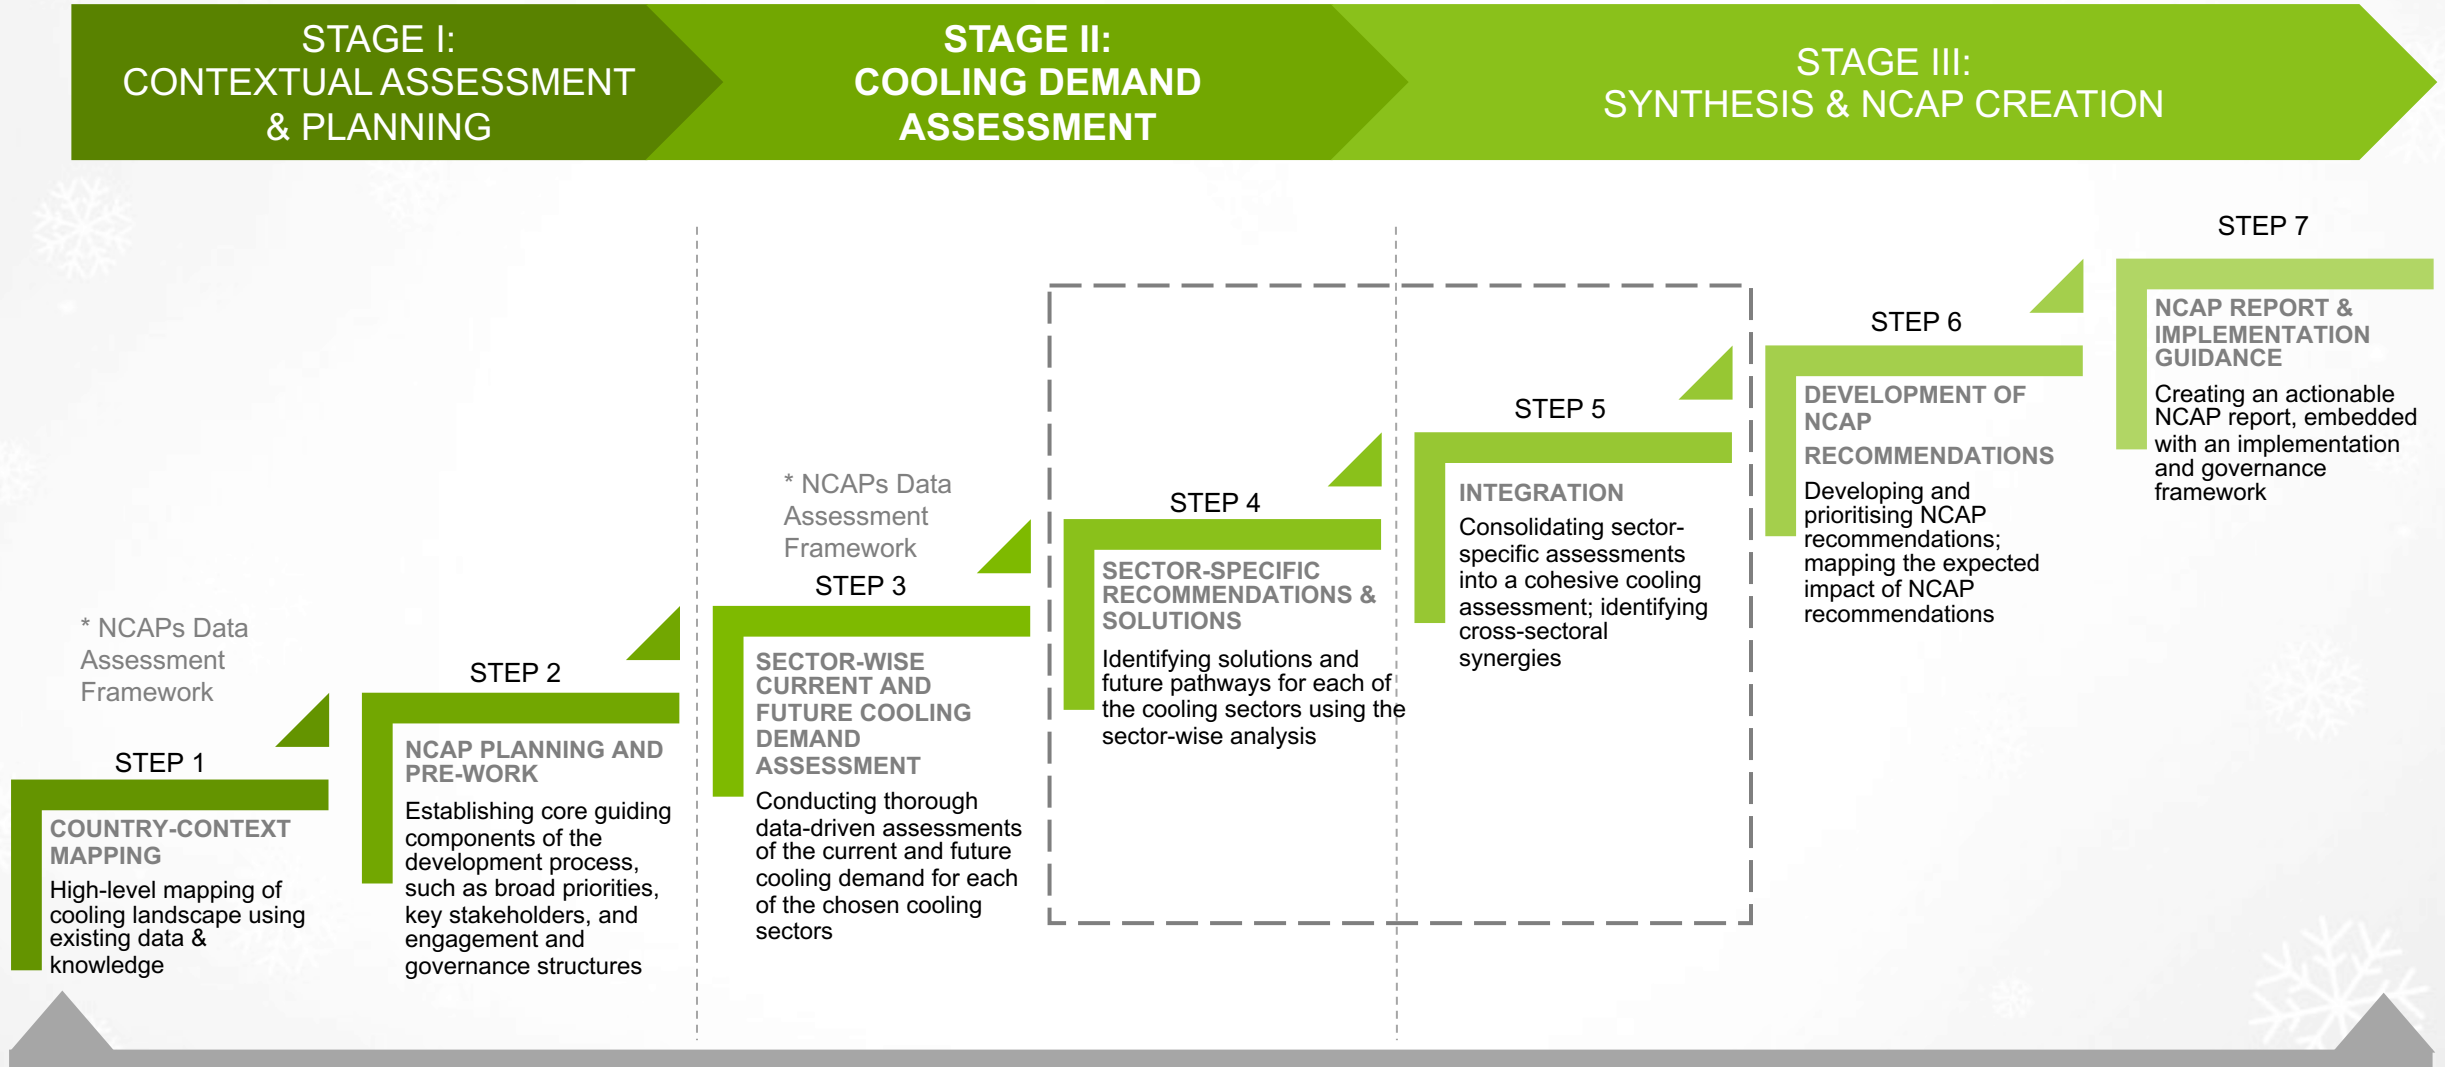 STAGE I:
CONTEXTUAL ASSESSMENT
& PLANNING
STAGE II:
COOLING DEMAND
ASSESSMENT
STAGE III:
SYNTHESIS & NCAP CREATION
* NCAPs Data
Assessment
Framework
STEP 1
COUNTRY-CONTEXT
MAPPING
High-level mapping of
cooling landscape using
existing data &
knowledge
STEP 2
NCAP PLANNING AND
PRE-WORK
Establishing core guiding
components of the
development process,
such as broad priorities,
key stakeholders, and
engagement and
governance structures
* NCAPs Data
Assessment
Framework
STEP 3
SECTOR-WISE
CURRENT AND
FUTURE COOLING
DEMAND
ASSESSMENT
Conducting thorough
data-driven assessments
of the current and future
cooling demand for each
of the chosen cooling
sectors
STEP 4
SECTOR-SPECIFIC
RECOMMENDATIONS &
SOLUTIONS
Identifying solutions and
future pathways for each of
the cooling sectors using the
sector-wise analysis
STEP 5
INTEGRATION
Consolidating sector-
specific assessments
into a cohesive cooling
assessment; identifying
cross-sectoral
synergies
STEP 6
DEVELOPMENT OF
NCAP
RECOMMENDATIONS
Developing and
prioritising NCAP
recommendations;
mapping the expected
impact of NCAP
recommendations
STEP 7
NCAP REPORT &
IMPLEMENTATION
GUIDANCE
Creating an actionable
NCAP report, embedded
with an implementation
and governance
framework